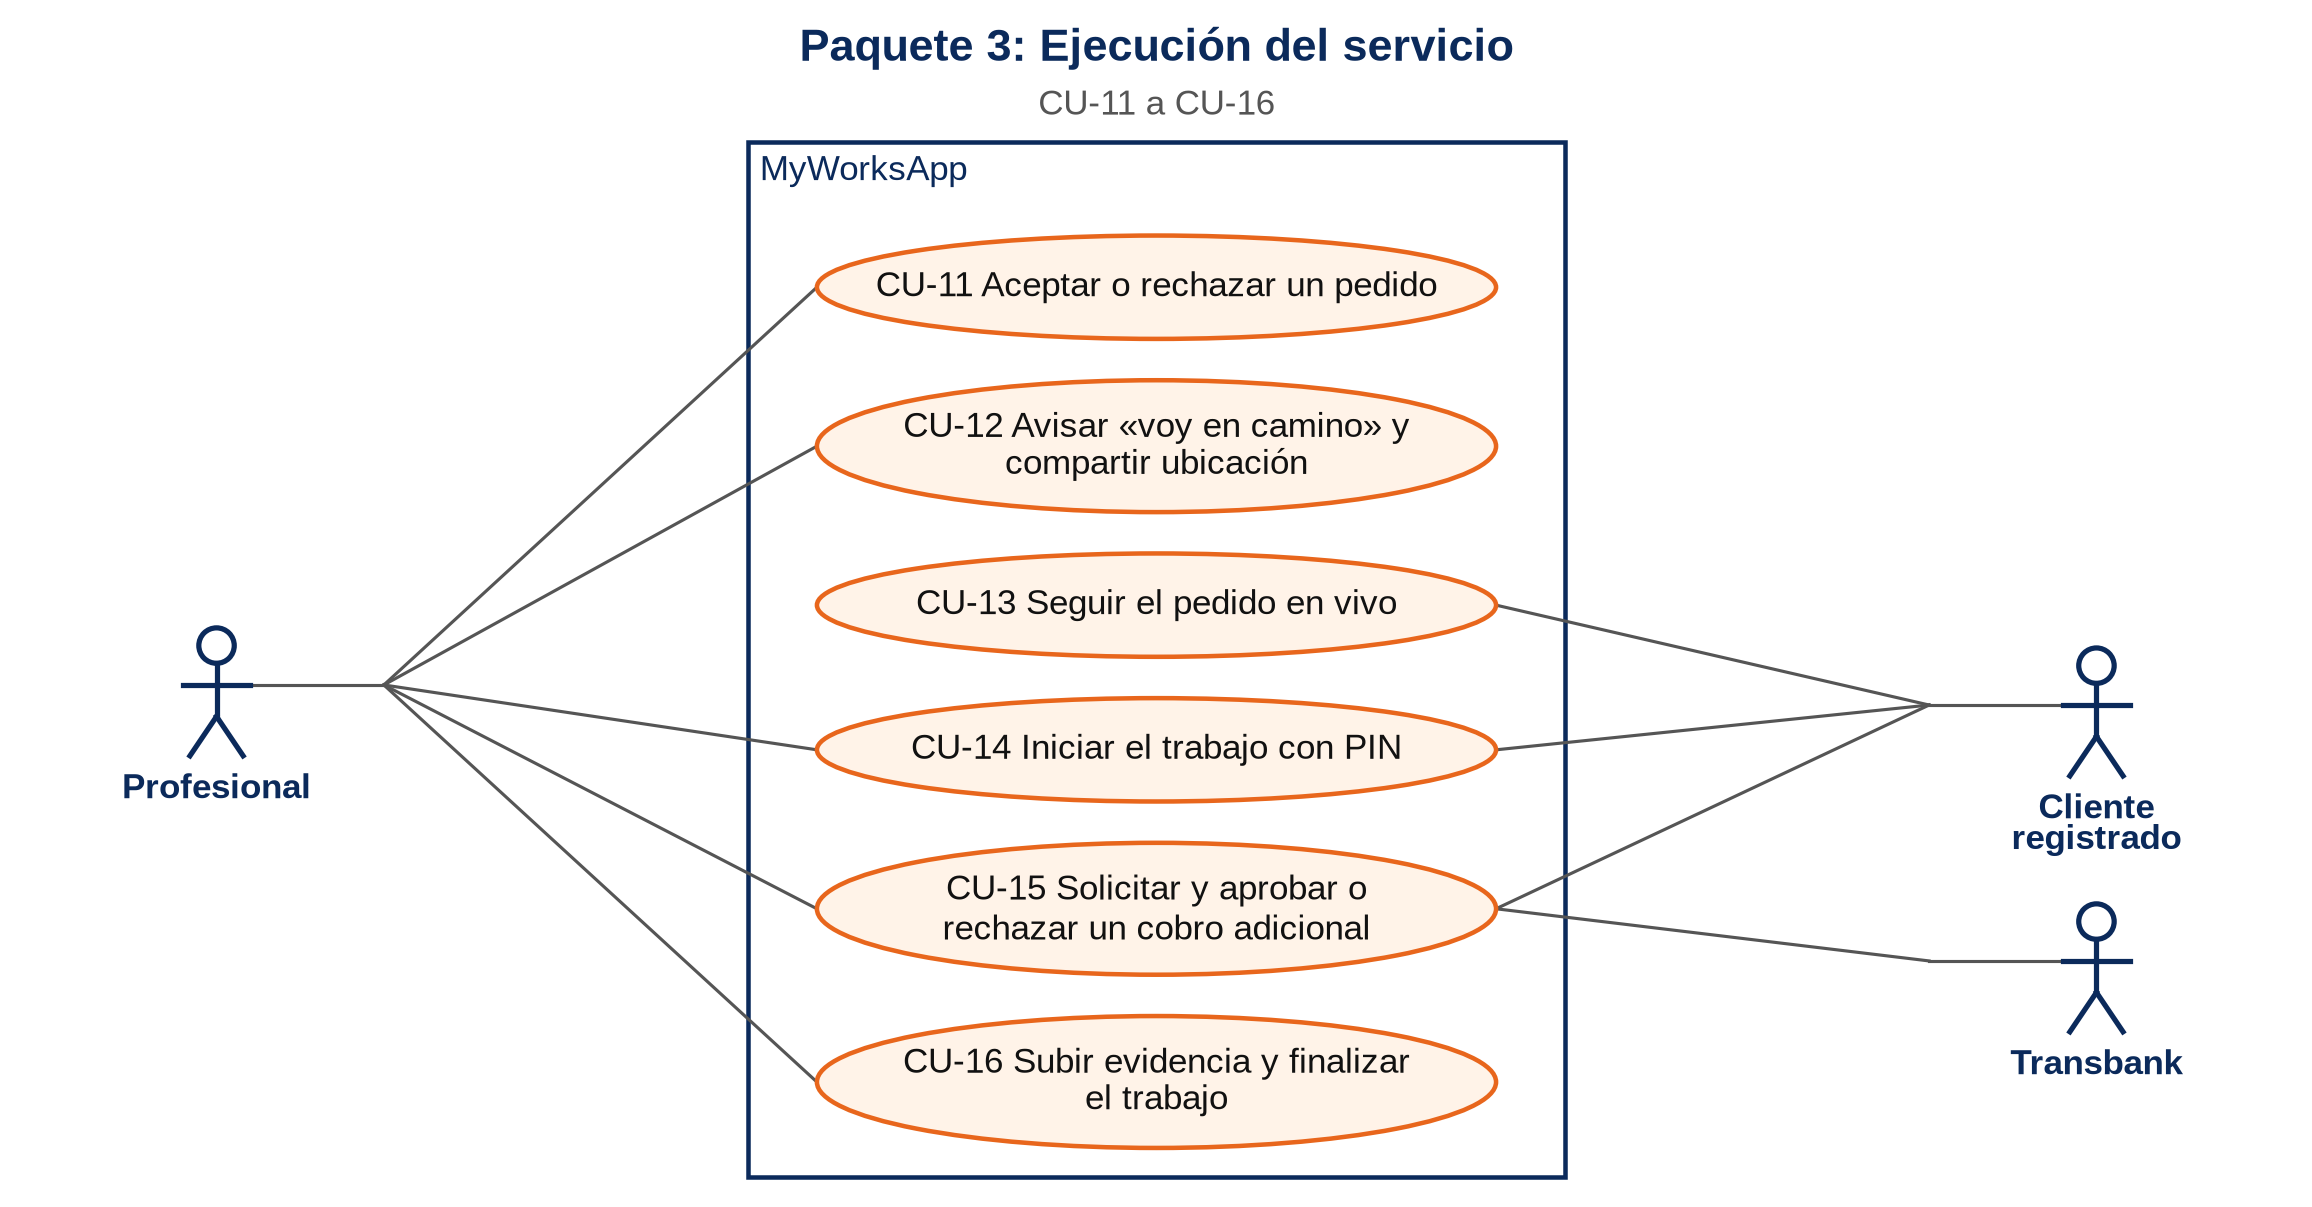 Paquete 3: Ejecución del servicio
CU-11 a CU-16
MyWorksApp
CU-11 Aceptar o rechazar un pedido
CU-12 Avisar «voy en camino» y
compartir ubicación
CU-13 Seguir el pedido en vivo
CU-14 Iniciar el trabajo con PIN
CU-15 Solicitar y aprobar o
rechazar un cobro adicional
CU-16 Subir evidencia y finalizar
el trabajo
Profesional
Cliente
registrado
Transbank